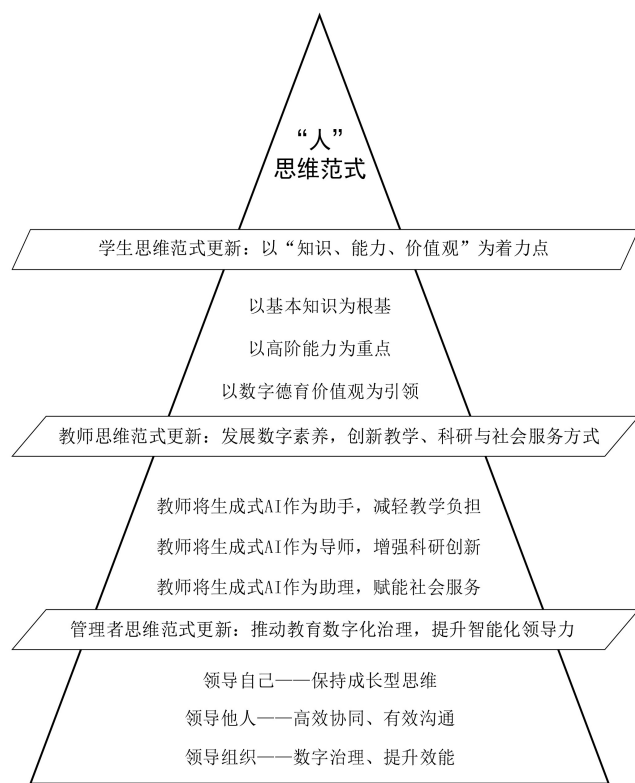 “人”
思维范式
学生思维范式更新：以“知识、能力、价值观”为着力点
以基本知识为根基
以高阶能力为重点
以数字德育价值观为引领
教师思维范式更新：发展数字素养，创新教学、科研与社会服务方式
教师将生成式AI作为助手，减轻教学负担
教师将生成式AI作为导师，增强科研创新
教师将生成式AI作为助理，赋能社会服务
管理者思维范式更新：推动教育数字化治理，提升智能化领导力
领导自己——保持成长型思维
领导他人——高效协同、有效沟通
领导组织——数字治理、提升效能